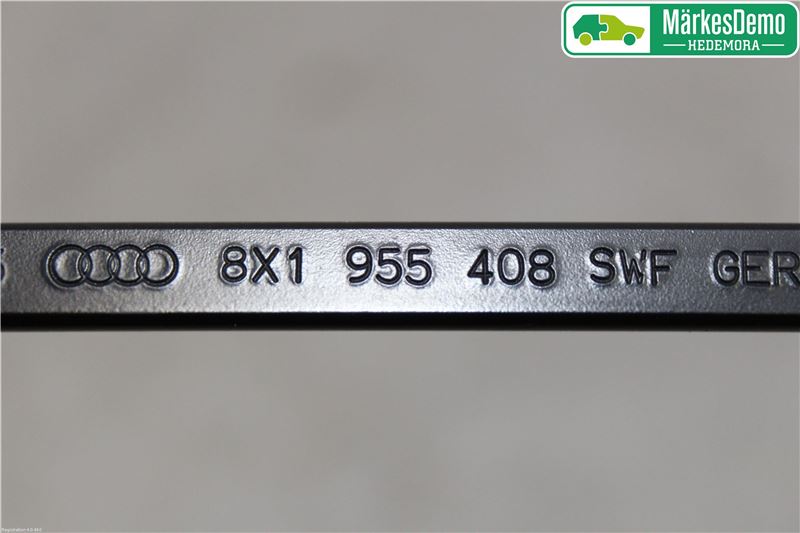 MärkesDemo
HEDEMORA
8X1 955 408 SWF GER